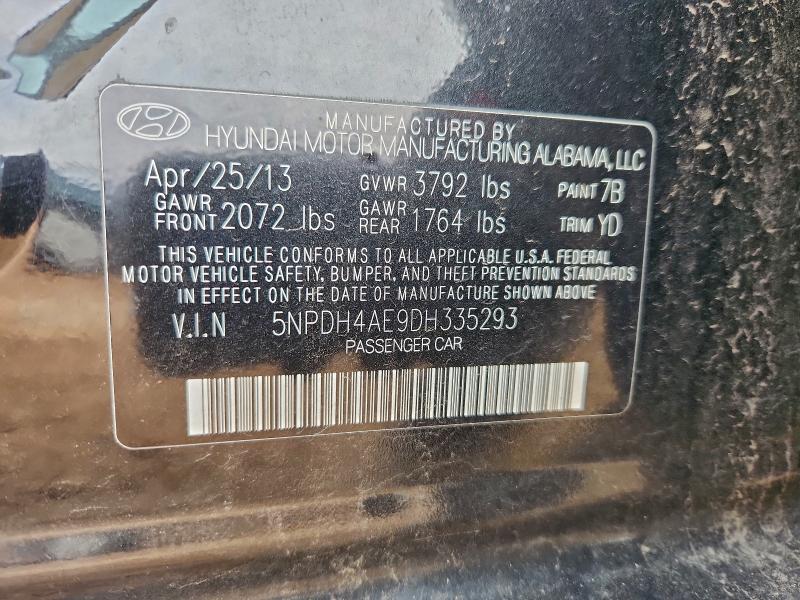 MANUFACTURED BY
HYUNDAI MOTOR MANUFACTURING ALABAMA, LLC
Apr/25/13 GVWR 3792 lbs PAINT 7B
GAWR FRONT 2072 lbs GAWR REAR 1764 lbs TRIM YD
THIS VEHICLE CONFORMS TO ALL APPLICABLE U.S.A. FEDERAL
MOTOR VEHICLE SAFETY, BUMPER, AND THEFT PREVENTION STANDARDS
IN EFFECT ON THE DATE OF MANUFACTURE SHOWN ABOVE.
V.I.N 5NPDH4AE9DH335293
PASSENGER CAR